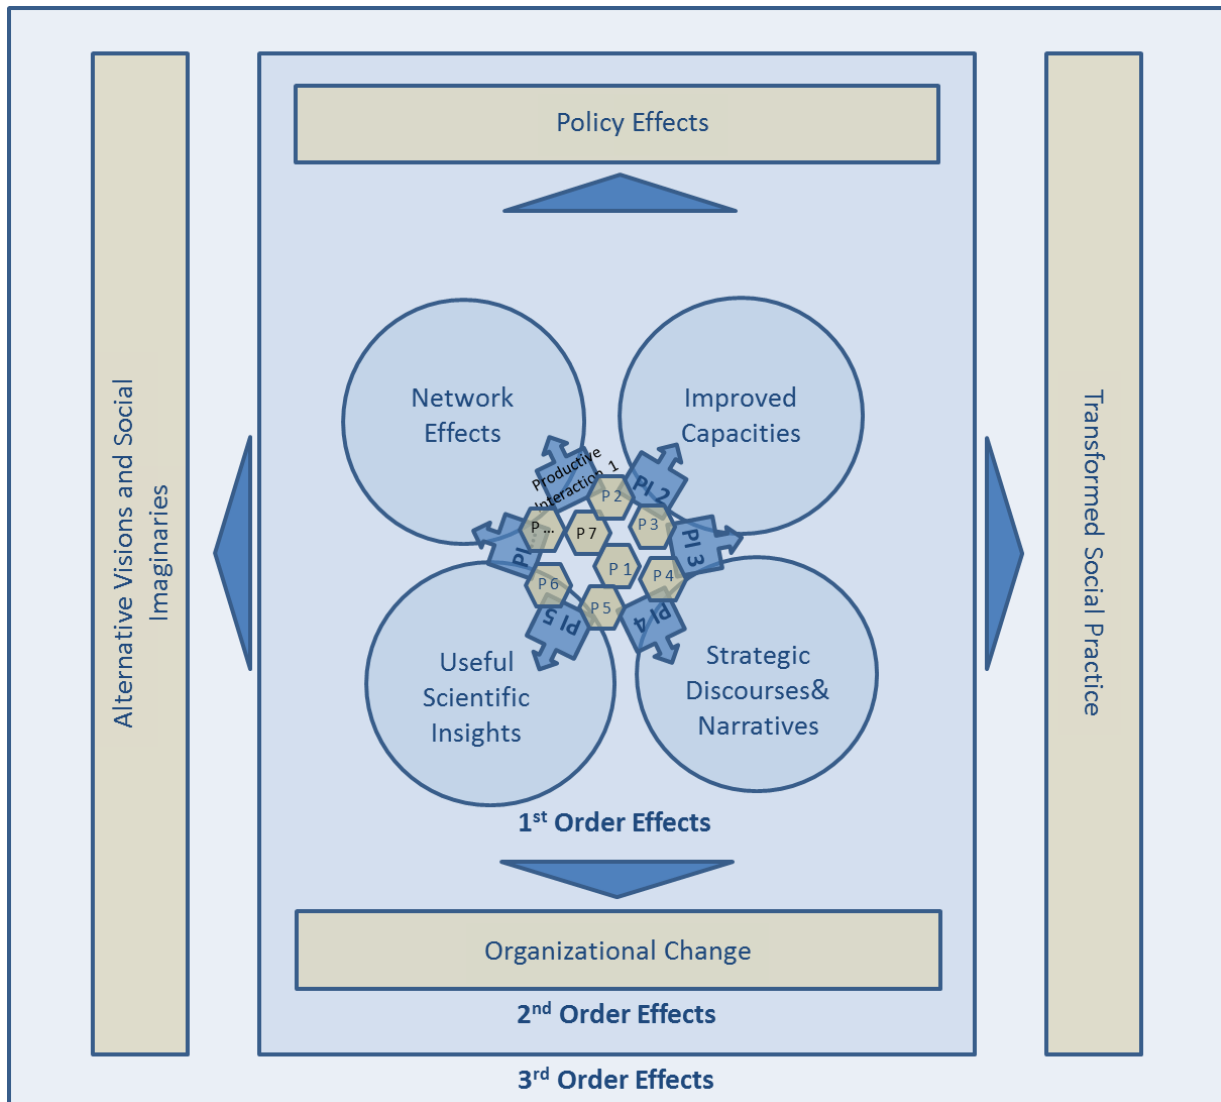 Policy Effects
Alternative Visions and Social
Imaginaries
Transformed Social Practice
Network
Effects
Improved
Capacities
Productive
Interaction 1
PI 2
PI 3
PI 4
PI 5
PI
P 2
P ...
P 7
P 3
P 1
P 4
P 6
P 5
Useful
Scientific
Insights
Strategic
Discourses&
Narratives
1st Order Effects
Organizational Change
2nd Order Effects
3rd Order Effects